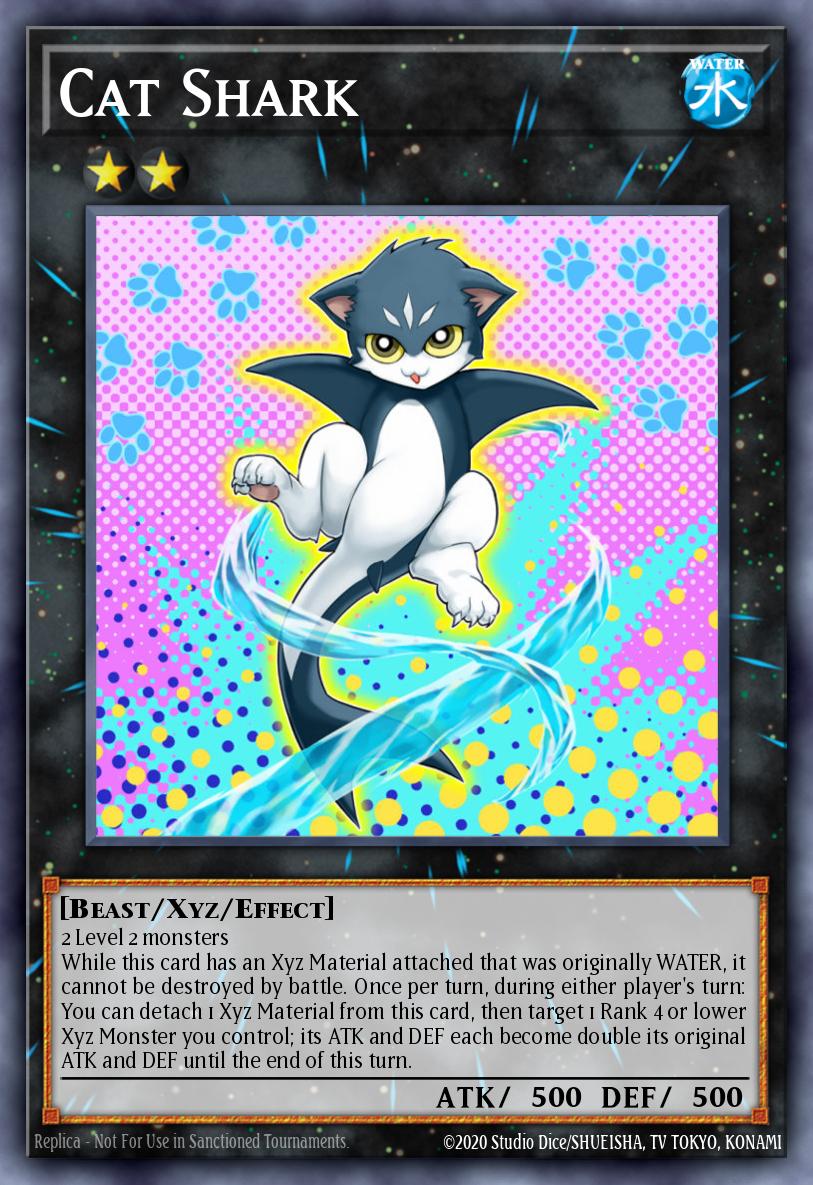 Cat Shark
WATER
水
[Beast/Xyz/Effect]
2 Level 2 monsters
While this card has an Xyz Material attached that was originally WATER, it
cannot be destroyed by battle. Once per turn, during either player's turn:
You can detach 1 Xyz Material from this card, then target 1 Rank 4 or lower
Xyz Monster you control; its ATK and DEF each become double its original
ATK and DEF until the end of this turn.
ATK/ 500 DEF/ 500
Replica - Not For Use in Sanctioned Tournaments.
©2020 Studio Dice/SHUEISHA, TV TOKYO, KONAMI